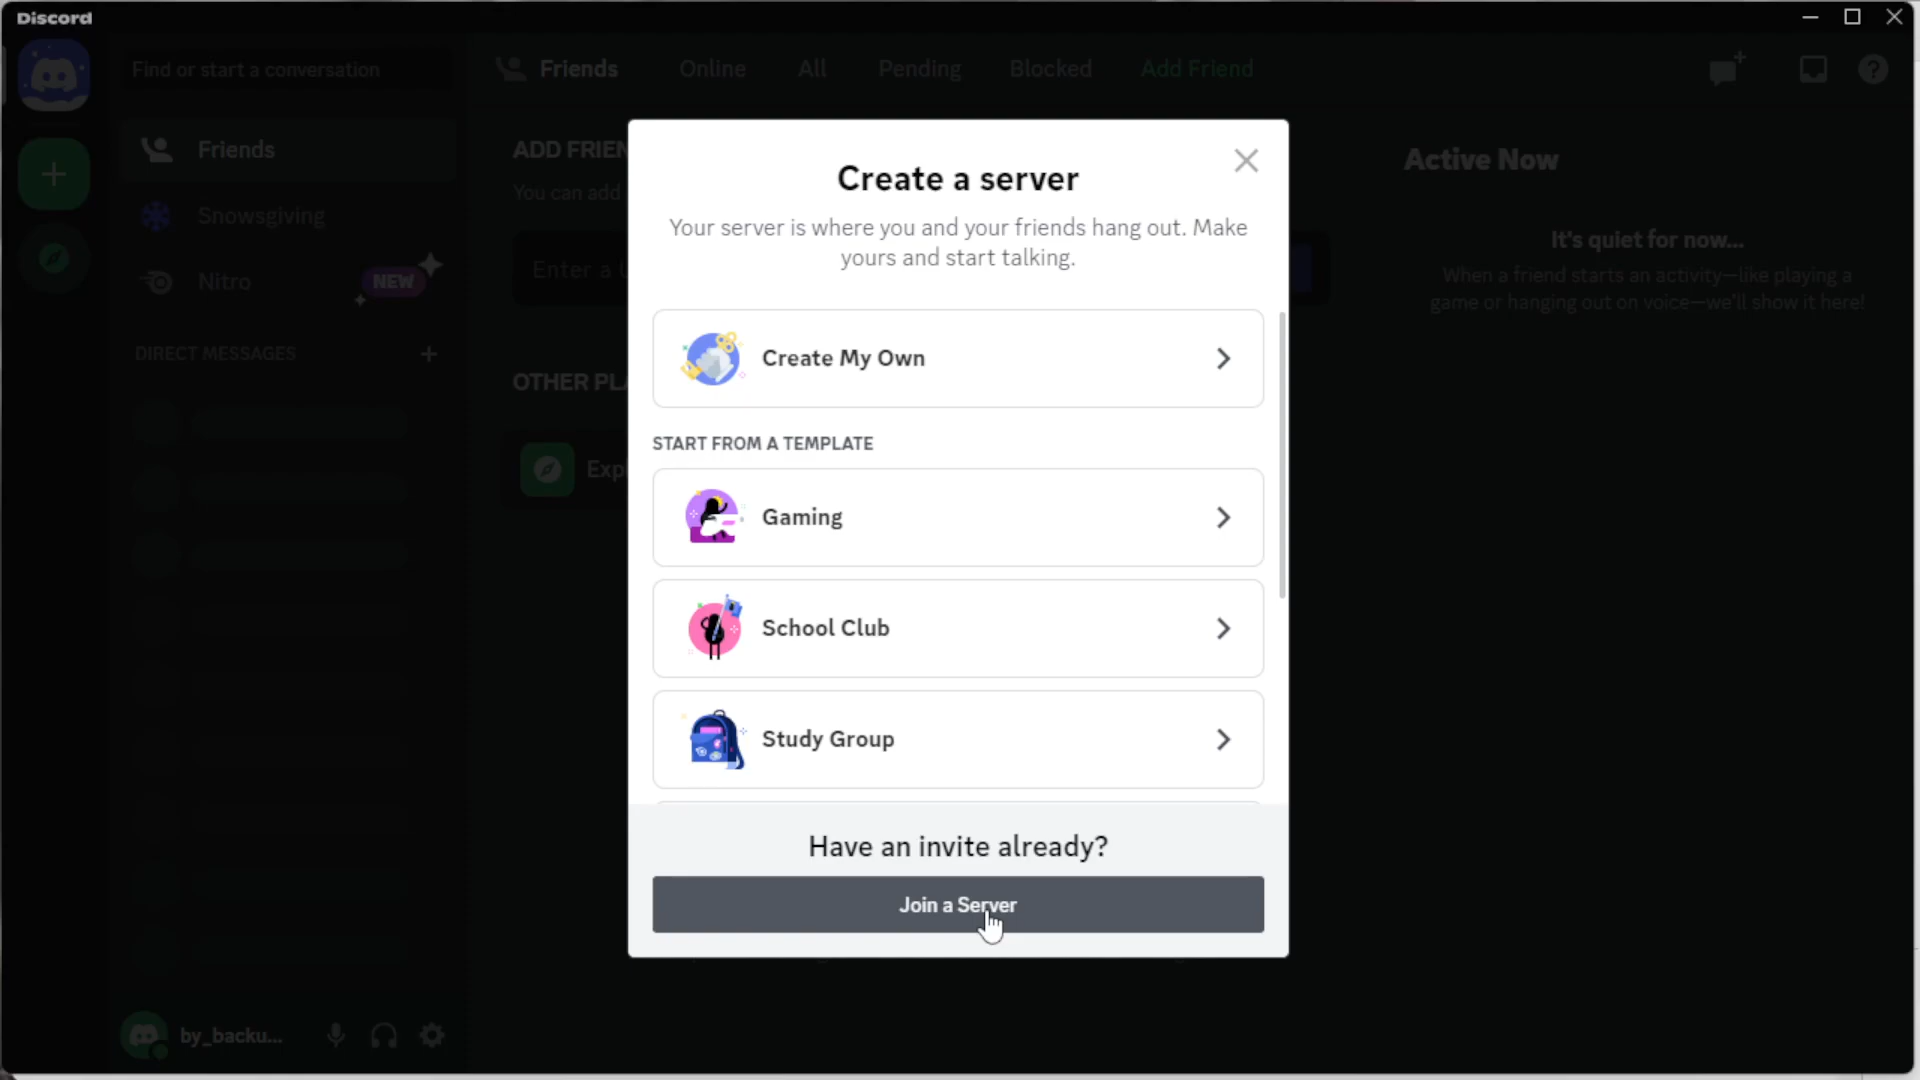 Discord
Find or start a conversation
Friends
Online
All
Pending
Blocked
Add Friend
Friends
Snowsgiving
Nitro
NEW
DIRECT MESSAGES
ADD FRIEN
You can add
Enter a
OTHER PL
Expl
Create a server
Your server is where you and your friends hang out. Make
yours and start talking.
Create My Own
START FROM A TEMPLATE
Gaming
School Club
Study Group
Have an invite already?
Join a Server
Active Now
It's quiet for now...
When a friend starts an activity—like playing a
game or hanging out on voice—we'll show it here!
by_backu...